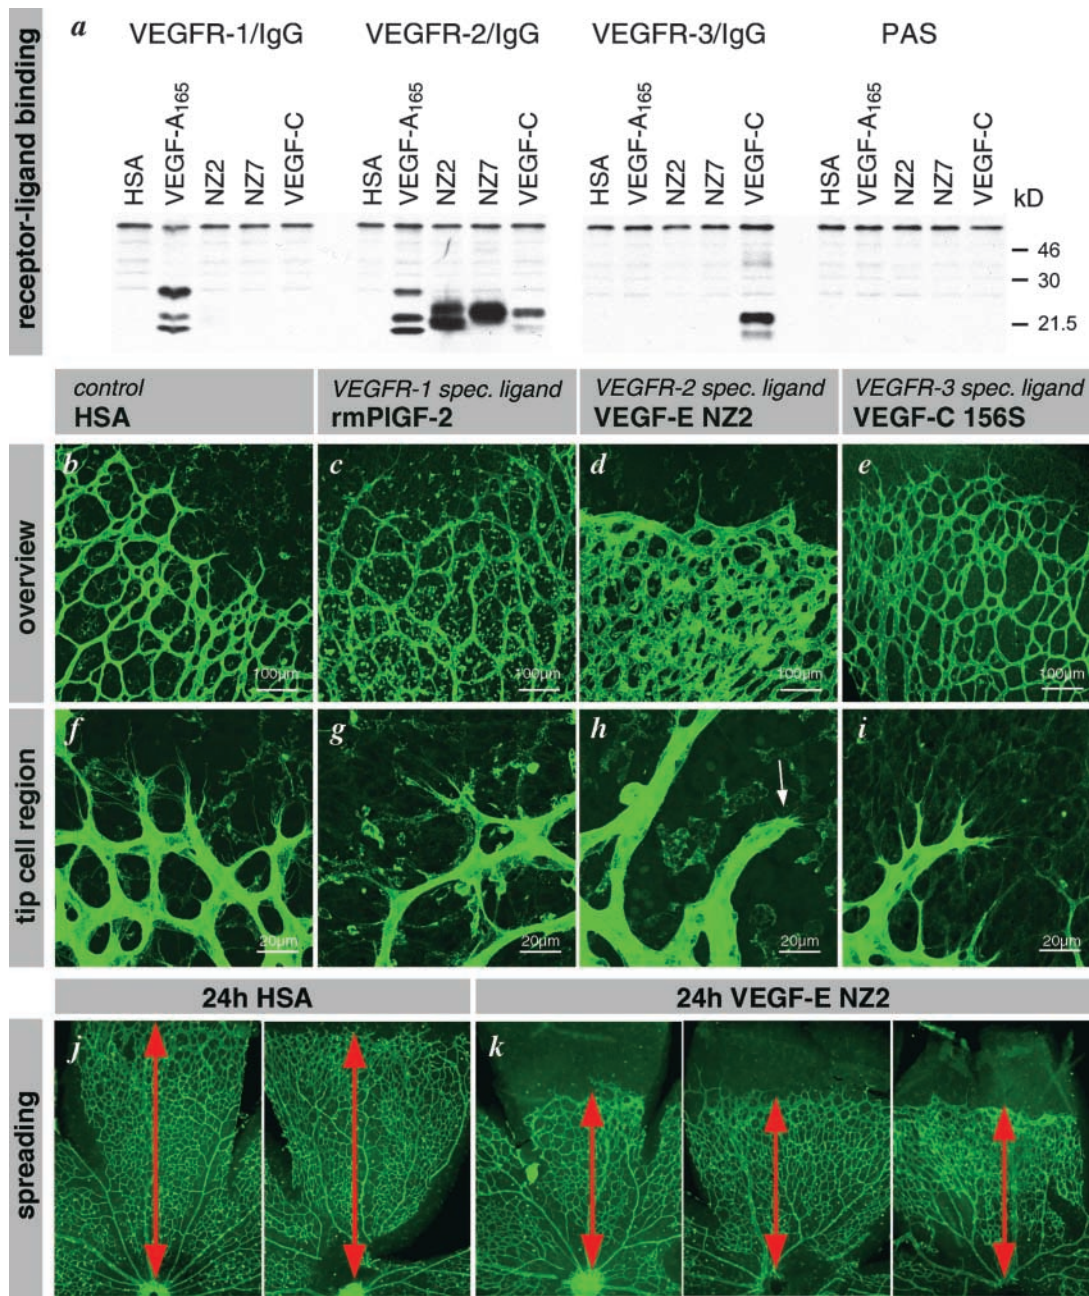 receptor-ligand binding
a
VEGFR-1/IgG VEGFR-2/IgG VEGFR-3/IgG PAS
HSA VEGF-A165 NZ2 NZ7 VEGF-C HSA VEGF-A165 NZ2 NZ7 VEGF-C HSA VEGF-A165 NZ2 NZ7 VEGF-C HSA VEGF-A165 NZ2 NZ7 VEGF-C kD
46
30
21.5
control VEGFR-1 spec. ligand VEGFR-2 spec. ligand VEGFR-3 spec. ligand
HSA rmPlGF-2 VEGF-E NZ2 VEGF-C 156S
overview
b c d e
100µm 100µm 100µm 100µm
tip cell region
f g h i
20µm 20µm 20µm 20µm
24h HSA 24h VEGF-E NZ2
spreading
j k